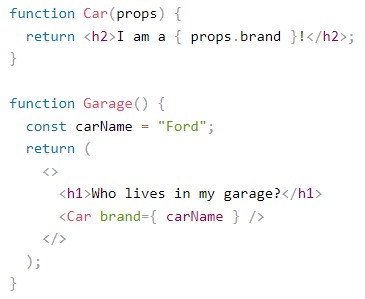 function Car(props) {
  return <h2>I am a { props.brand }!</h2>;
}

function Garage() {
  const carName = "Ford";
  return (
    <>
      <h1>Who lives in my garage?</h1>
      <Car brand={ carName } />
    </>
  );
}